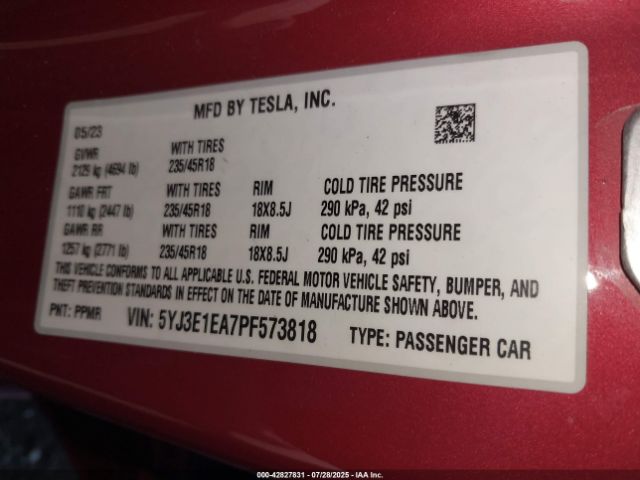 MFD BY TESLA, INC.
05/23
GVWR WITH TIRES
2129 kg (4694 lb) 235/45R18
GAWR FRT WITH TIRES RIM COLD TIRE PRESSURE
1110 kg (2447 lb) 235/45R18 18X8.5J 290 kPa, 42 psi
GAWR RR WITH TIRES RIM COLD TIRE PRESSURE
1257 kg (2771 lb) 235/45R18 18X8.5J 290 kPa, 42 psi
THIS VEHICLE CONFORMS TO ALL APPLICABLE U.S. FEDERAL MOTOR VEHICLE SAFETY, BUMPER, AND
THEFT PREVENTION STANDARDS IN EFFECT ON THE DATE OF MANUFACTURE SHOWN ABOVE.
PNT: PPMR VIN: 5YJ3E1EA7PF573818 TYPE: PASSENGER CAR
000-42827831 | 07/28/2025 | IAA Inc.